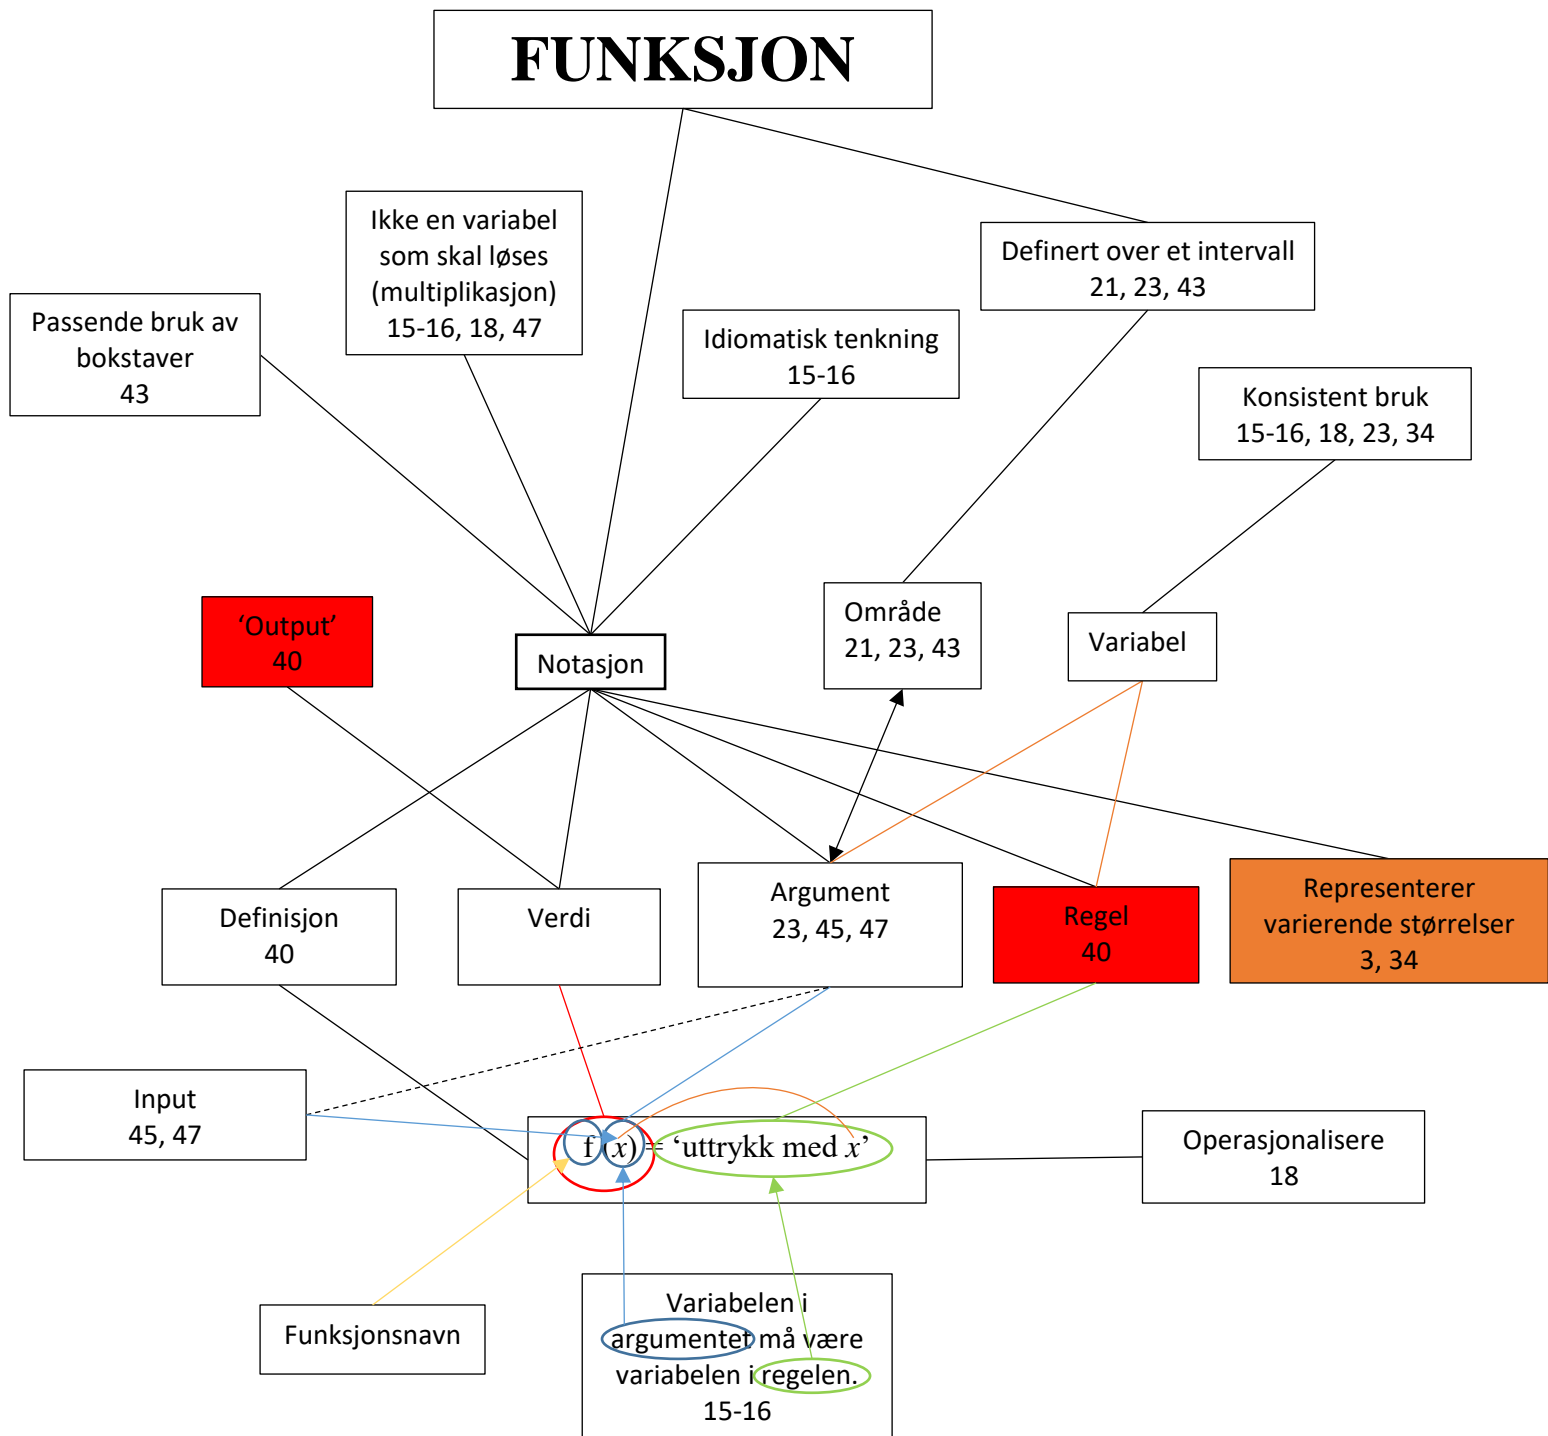 FUNKSJON
Ikke en variabel
som skal løses
(multiplikasjon)
15-16, 18, 47
Definert over et intervall
21, 23, 43
Passende bruk av
bokstaver
43
Idiomatisk tenkning
15-16
Konsistent bruk
15-16, 18, 23, 34
‘Output’
40
Notasjon
Område
21, 23, 43
Variabel
Definisjon
40
Verdi
Argument
23, 45, 47
Regel
40
Representerer
varierende størrelser
3, 34
Input
45, 47
f (x) = ‘uttrykk med x’
Operasjonalisere
18
Funksjonsnavn
Variabelen i
argumentet må være
variabelen i regelen.
15-16